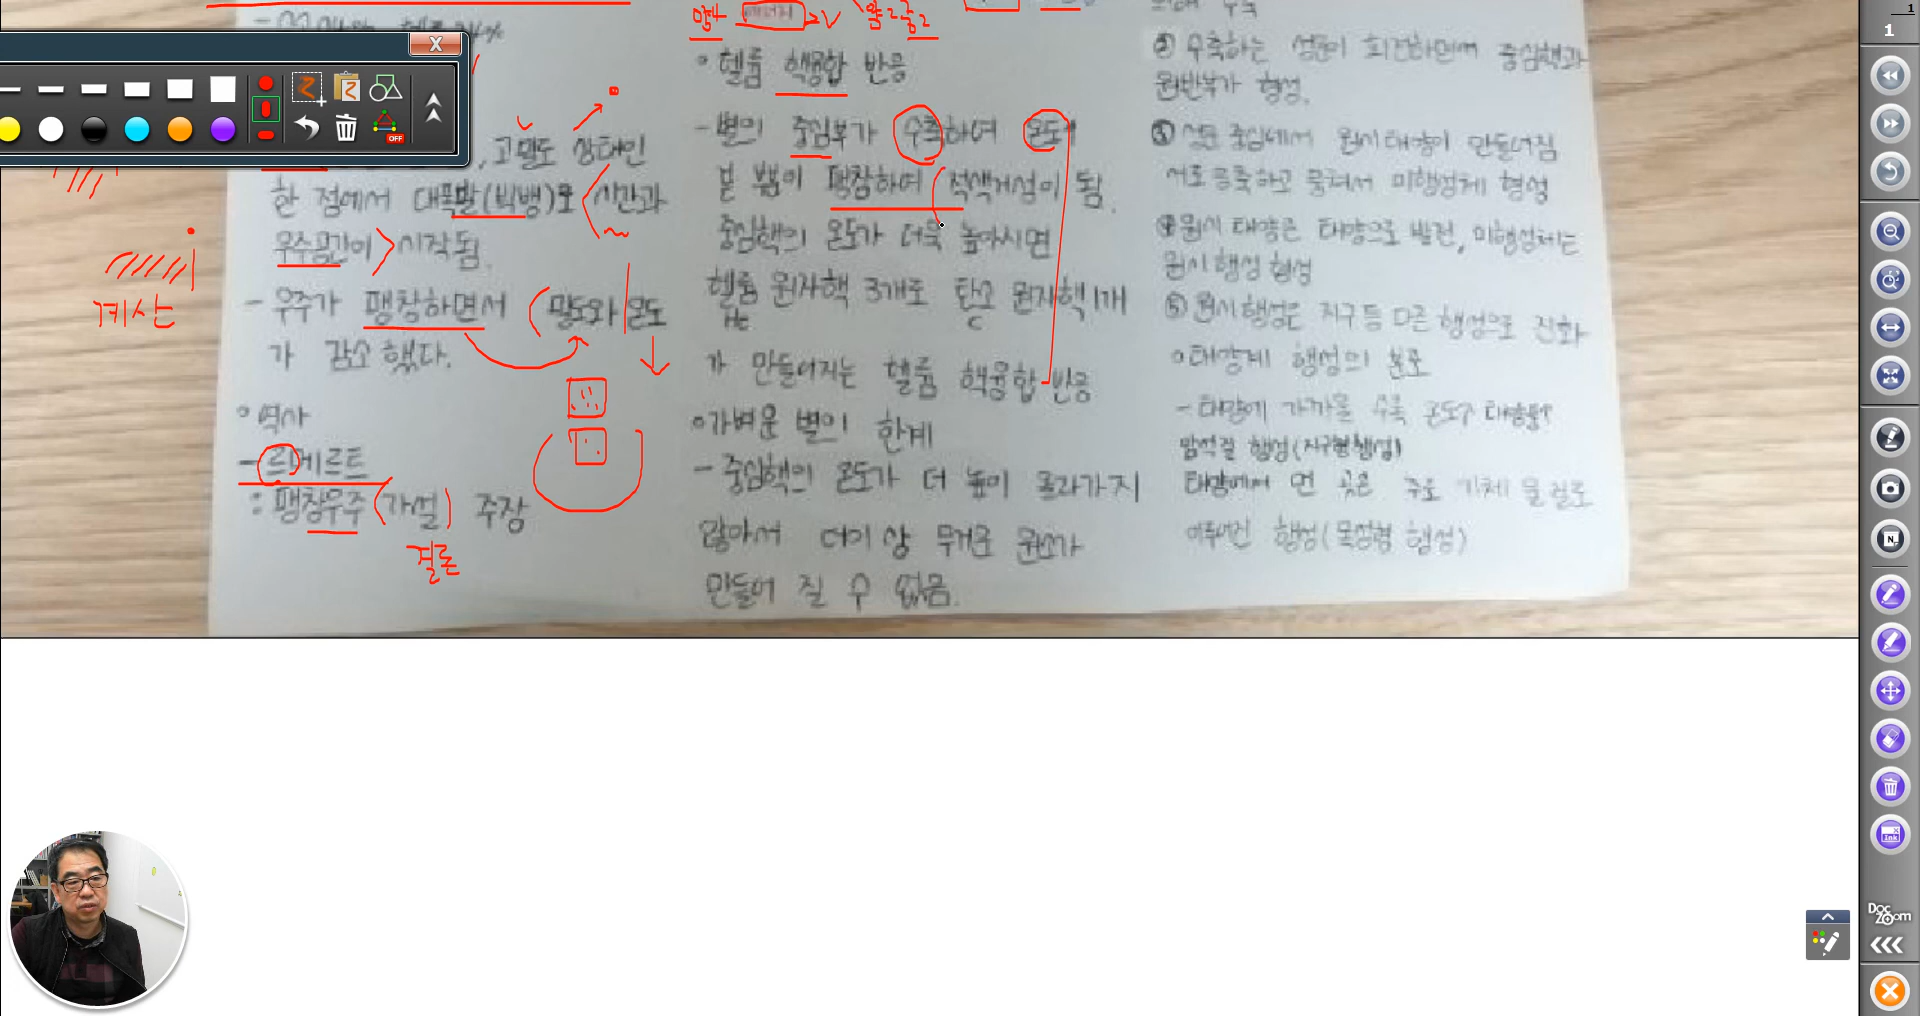 , 고밀도 상태인
한 점에서 대폭발(빅뱅)로 시간과
우주공간이 시작됨.
계산
- 우주가 팽창하면서 밀도와 온도
가 감소했다.
◦ 역사
- 르메르트
: 팽창우주 (가설) 주장
결론
◦ 헬륨 핵융합 반응
- 별의 중심부가 수축하여 온도↑
별 밖이 팽창하여 적색거성이 됨.
중심핵의 온도가 더욱 높아지면
헬륨 원자핵 3개로 탄소 원자핵 1개
He C
가 만들어지는 헬륨 핵융합 반응
◦ 가벼운 별의 한계
- 중심핵의 온도가 더 높이 올라가지
않아서 더이상 무거운 원소가
만들어 질 수 없음.
② 수축하는 성운이 회전하면서 중심핵과
원반부가 형성.
③ 성운 중심에서 원시태양이 만들어짐
서로 충돌하고 뭉쳐서 미행성체 형성
④ 원시 태양은 태양으로 발전, 미행성체는
원시행성 형성
⑤ 원시행성은 지구 등 다른 행성으로 진화
◦ 태양계 행성의 분포
- 태양에 가까울 수록 온도↑ 태양풍↑
암석질 행성(지구형행성)
태양에서 먼 곳은 주로 기체 물질로
이루어진 행성(목성형 행성)
OFF
X
1
1
N
Ink
DocZoom